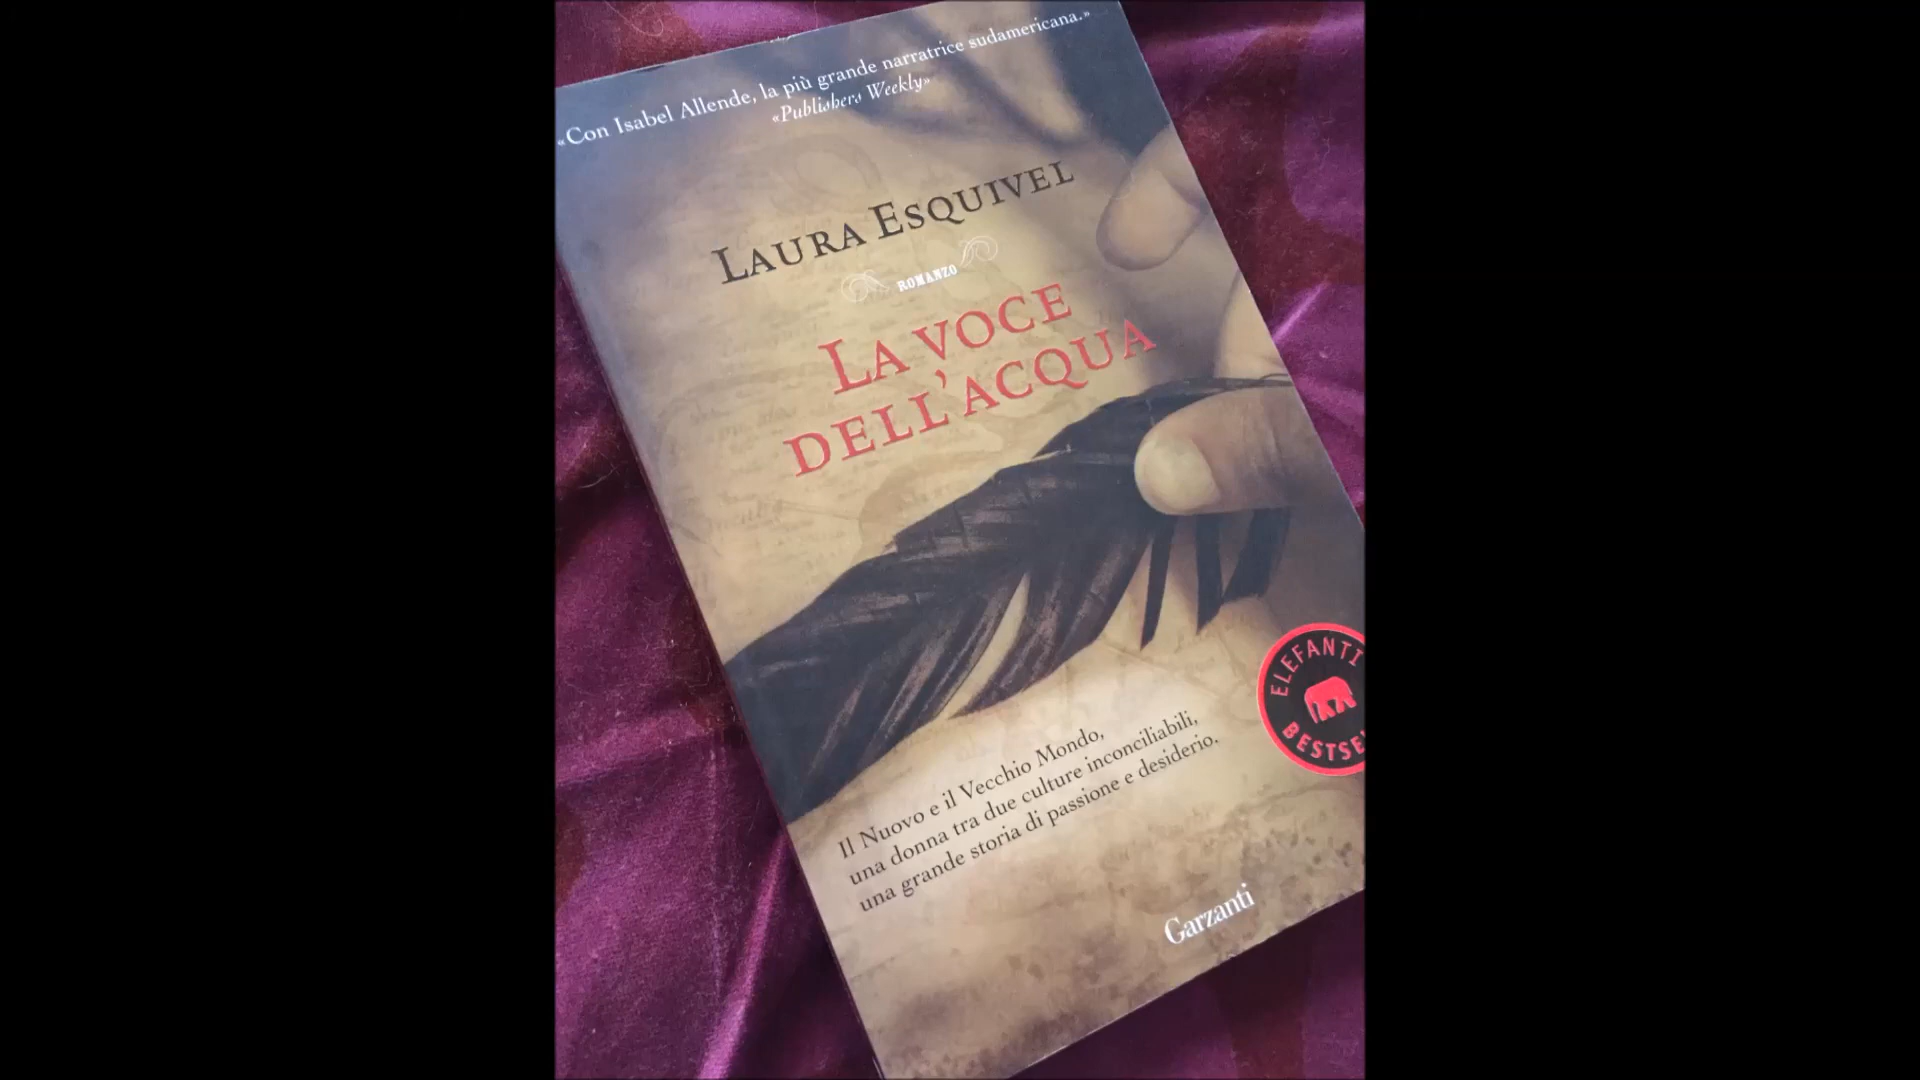 «Con Isabel Allende, la più grande narratrice sudamericana.»
«Publishers Weekly»
LAURA ESQUIVEL
ROMANZO
LA VOCE
DELL'ACQUA
ELEFANTI
BESTSE
Il Nuovo e il Vecchio Mondo,
una donna tra due culture inconciliabili,
una grande storia di passione e desiderio.
Garzanti